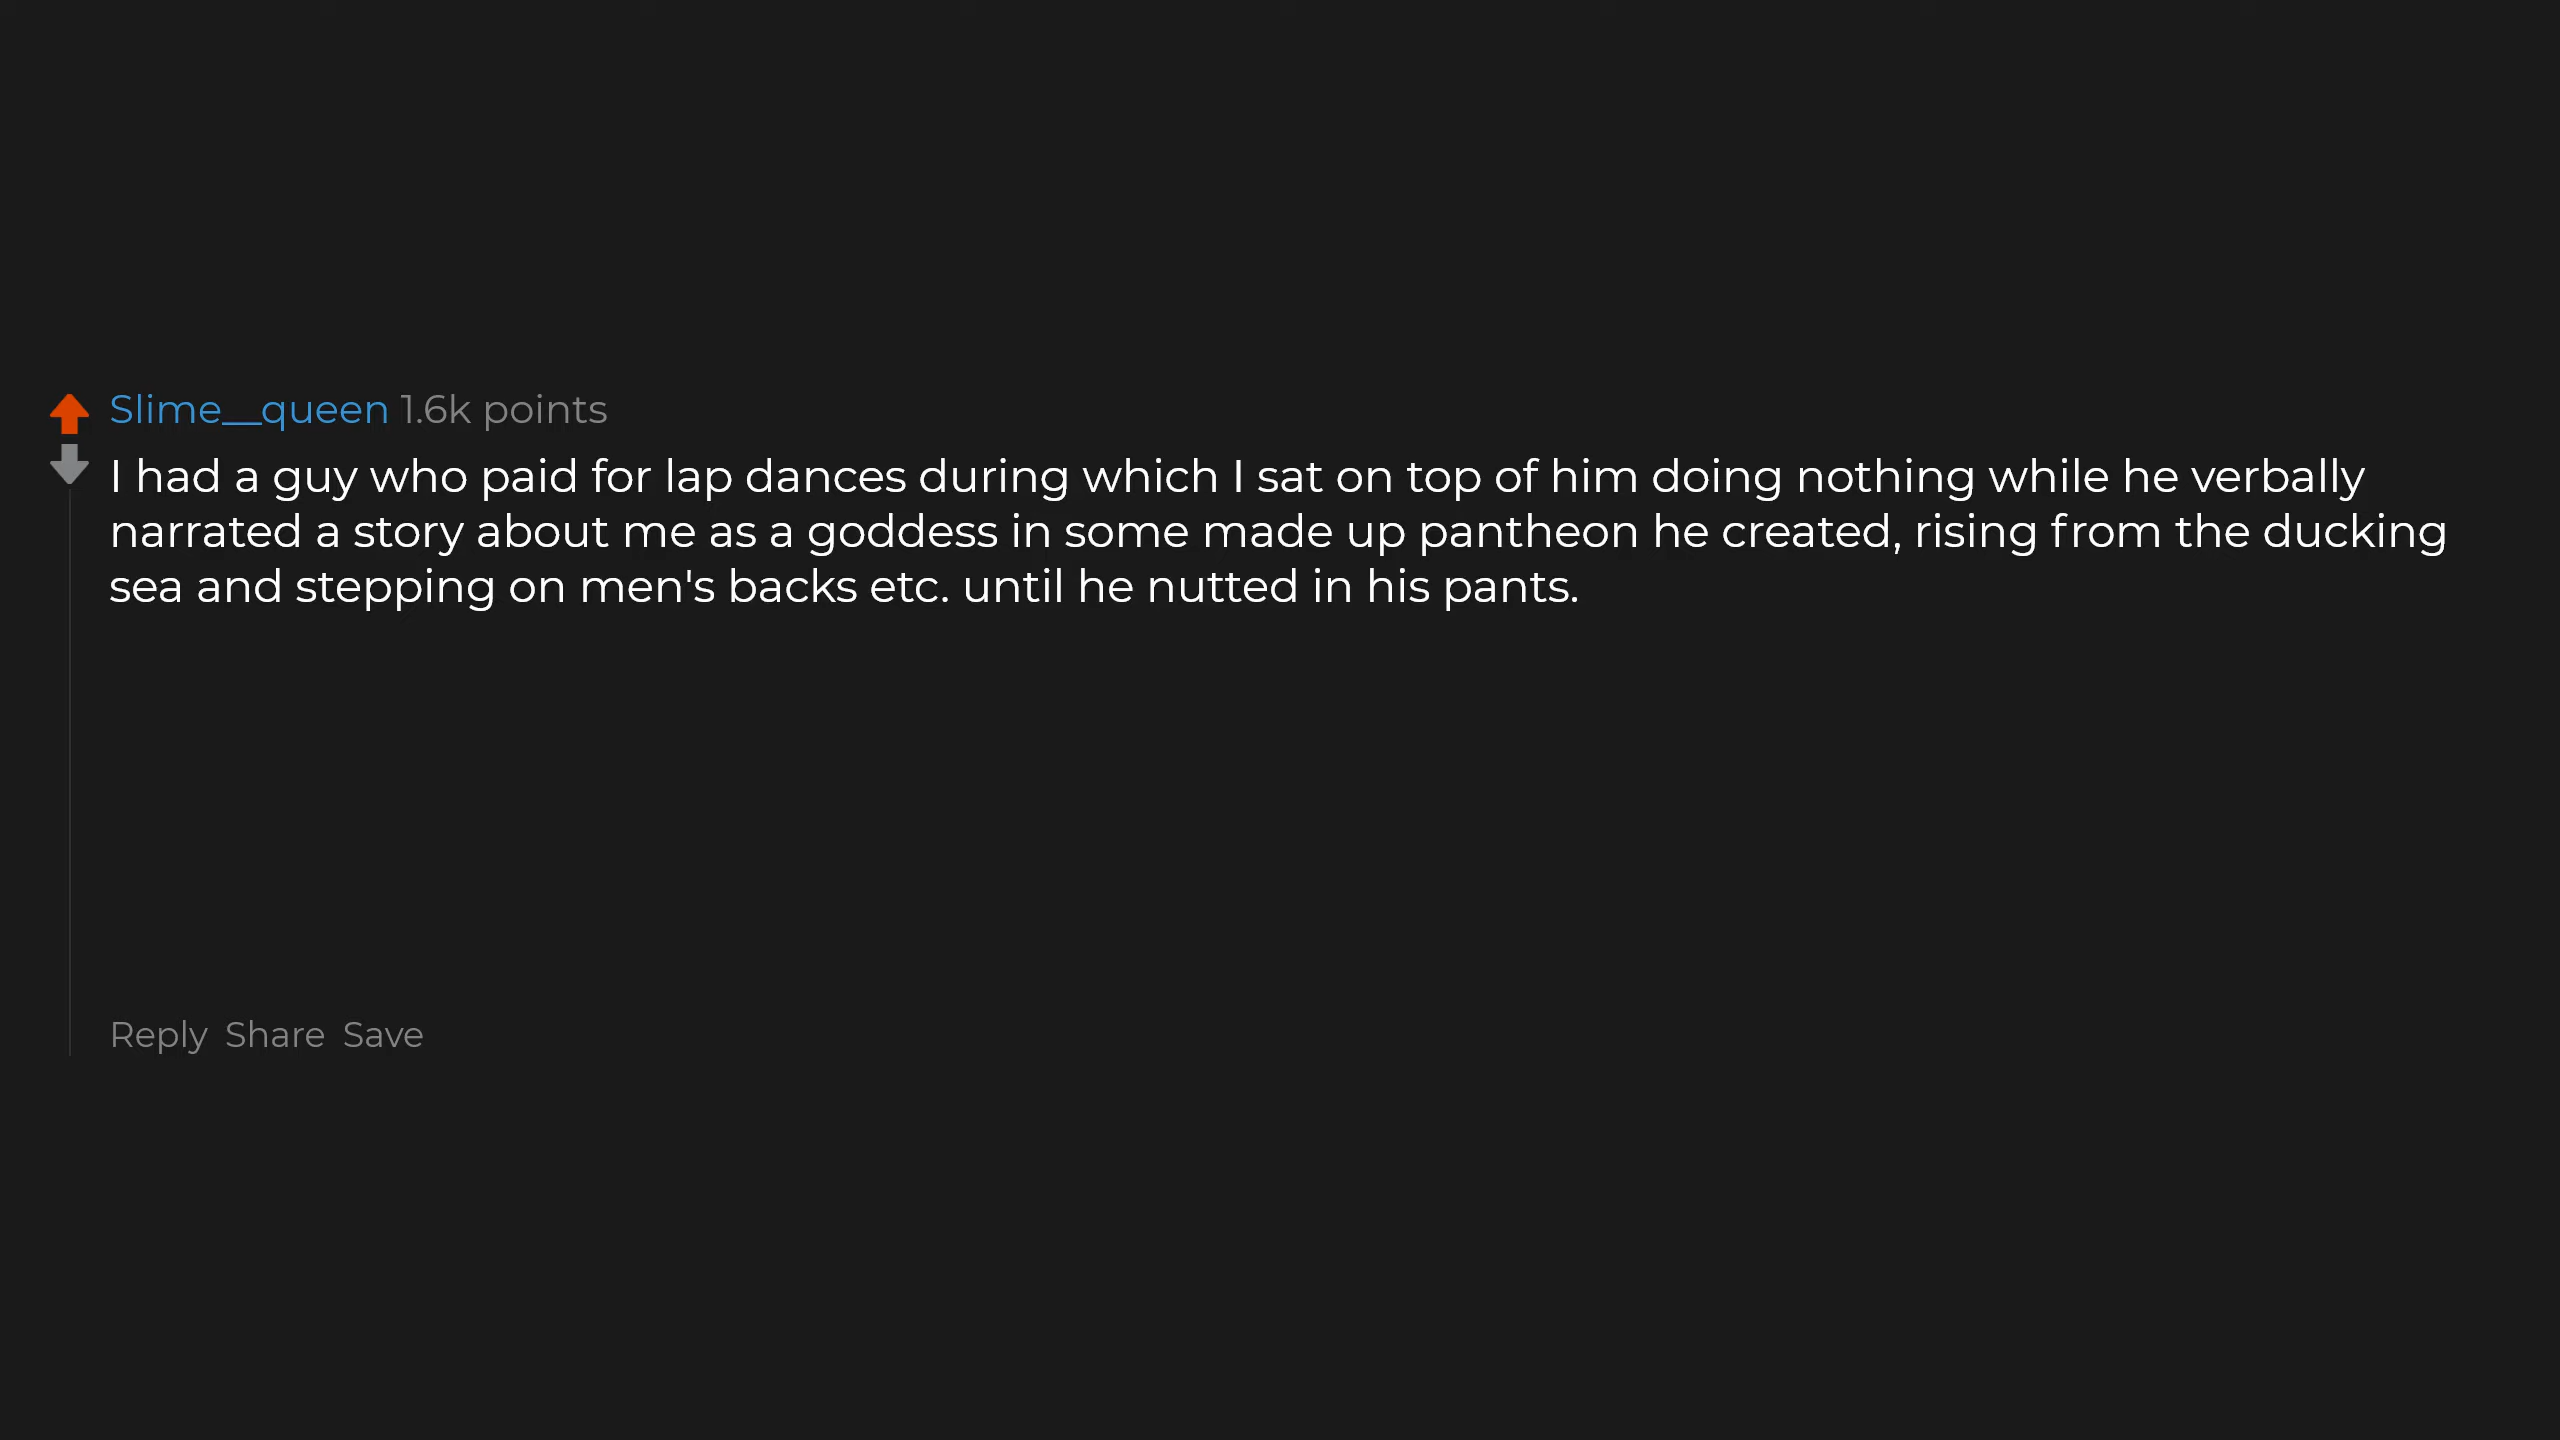 Slime__queen 1.6k points
I had a guy who paid for lap dances during which I sat on top of him doing nothing while he verbally
narrated a story about me as a goddess in some made up pantheon he created, rising from the ducking
sea and stepping on men's backs etc. until he nutted in his pants.
Reply Share Save